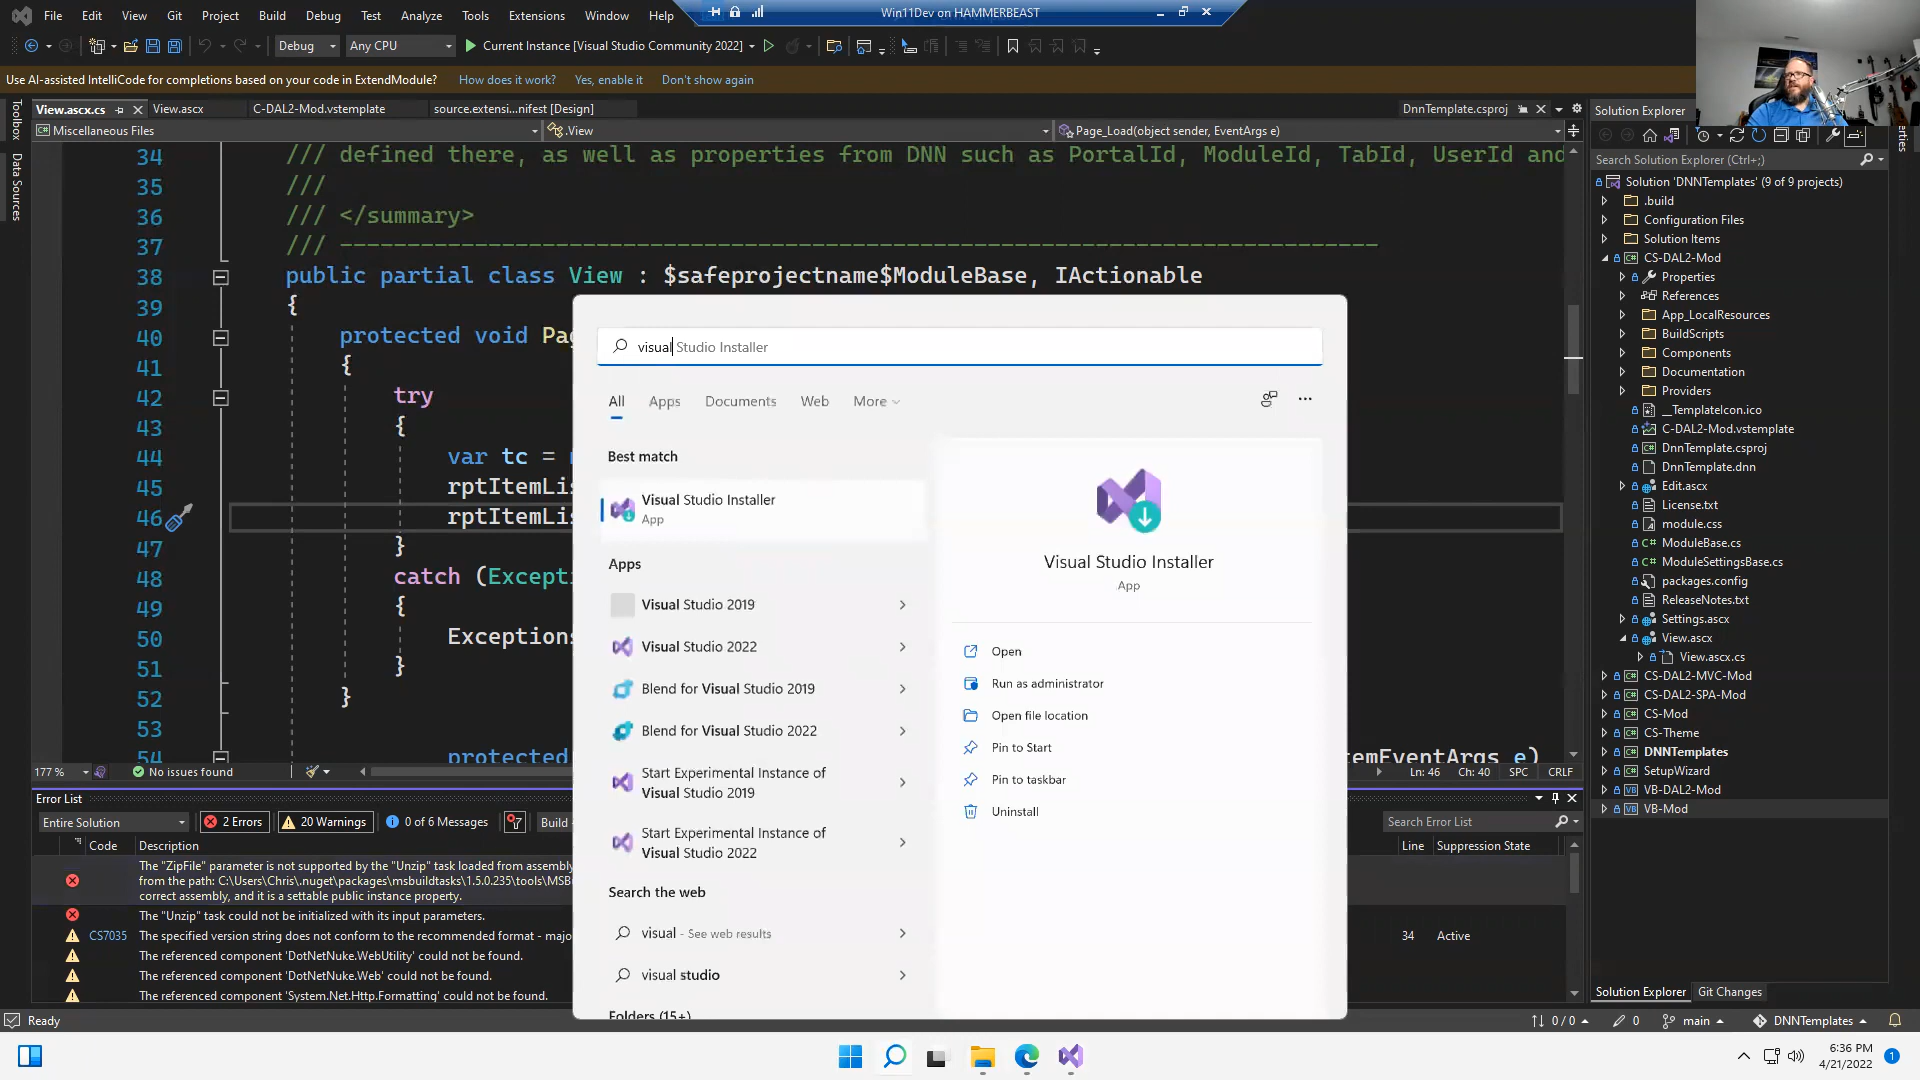 File Edit View Git Project Build Debug Test Analyze Tools Extensions Window Help
Win11Dev on HAMMERBEAST
Debug Any CPU Current Instance [Visual Studio Community 2022]
Use AI-assisted IntelliCode for completions based on your code in ExtendModule? How does it work? Yes, enable it Don't show again
Toolbox
Data Sources
View.ascx.cs View.ascx C-DAL2-Mod.vstemplate source.extensi...nifest [Design] DnnTemplate.csproj
Miscellaneous Files View Page_Load(object sender, EventArgs e)
34 /// defined there, as well as properties from DNN such as PortalId, ModuleId, TabId, UserId and
35 ///
36 /// </summary>
37 /// -----------------------------------------------------------------------------
38 public partial class View : $safeprojectname$ModuleBase, IActionable
39 {
40 protected void Pag
41 {
42 try
43 {
44 var tc =
45 rptItemLis
46 rptItemLis
47 }
48 catch (Excepti
49 {
50 Exceptions
51 }
52 }
53
54 protected temEventArgs e)
177 % No issues found Ln: 46 Ch: 40 SPC CRLF
visual Studio Installer
All Apps Documents Web More
Best match
Visual Studio Installer
App
Apps
Visual Studio 2019
Visual Studio 2022
Blend for Visual Studio 2019
Blend for Visual Studio 2022
Start Experimental Instance of
Visual Studio 2019
Start Experimental Instance of
Visual Studio 2022
Search the web
visual - See web results
visual studio
Folders (15+)
Visual Studio Installer
App
Open
Run as administrator
Open file location
Pin to Start
Pin to taskbar
Uninstall
Error List
Entire Solution 2 Errors 20 Warnings 0 of 6 Messages Build Search Error List
Code Description Line Suppression State
The "ZipFile" parameter is not supported by the "Unzip" task loaded from assembly
from the path: C:\Users\Chris\.nuget\packages\msbuildtasks\1.5.0.235\tools\MSB
correct assembly, and it is a settable public instance property.
The "Unzip" task could not be initialized with its input parameters.
CS7035 The specified version string does not conform to the recommended format - majo 34 Active
The referenced component 'DotNetNuke.WebUtility' could not be found.
The referenced component 'DotNetNuke.Web' could not be found.
The referenced component 'System.Net.Http.Formatting' could not be found.
Solution Explorer
Search Solution Explorer (Ctrl+;)
Solution 'DNNTemplates' (9 of 9 projects)
.build
Configuration Files
Solution Items
CS-DAL2-Mod
Properties
References
App_LocalResources
BuildScripts
Components
Documentation
Providers
__TemplateIcon.ico
C-DAL2-Mod.vstemplate
DnnTemplate.csproj
DnnTemplate.dnn
Edit.ascx
License.txt
module.css
ModuleBase.cs
ModuleSettingsBase.cs
packages.config
ReleaseNotes.txt
Settings.ascx
View.ascx
View.ascx.cs
CS-DAL2-MVC-Mod
CS-DAL2-SPA-Mod
CS-Mod
CS-Theme
DNNTemplates
SetupWizard
VB-DAL2-Mod
VB-Mod
Solution Explorer Git Changes
Ready 0 / 0 0 main DNNTemplates
6:36 PM
4/21/2022
1